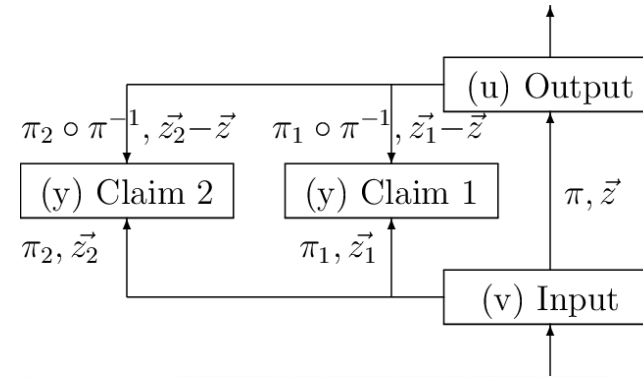 (u) Output
π₂ ∘ π⁻¹, z⃗₂−z⃗ π₁ ∘ π⁻¹, z⃗₁−z⃗
(y) Claim 2 (y) Claim 1 π, z⃗
π₂, z⃗₂ π₁, z⃗₁
(v) Input